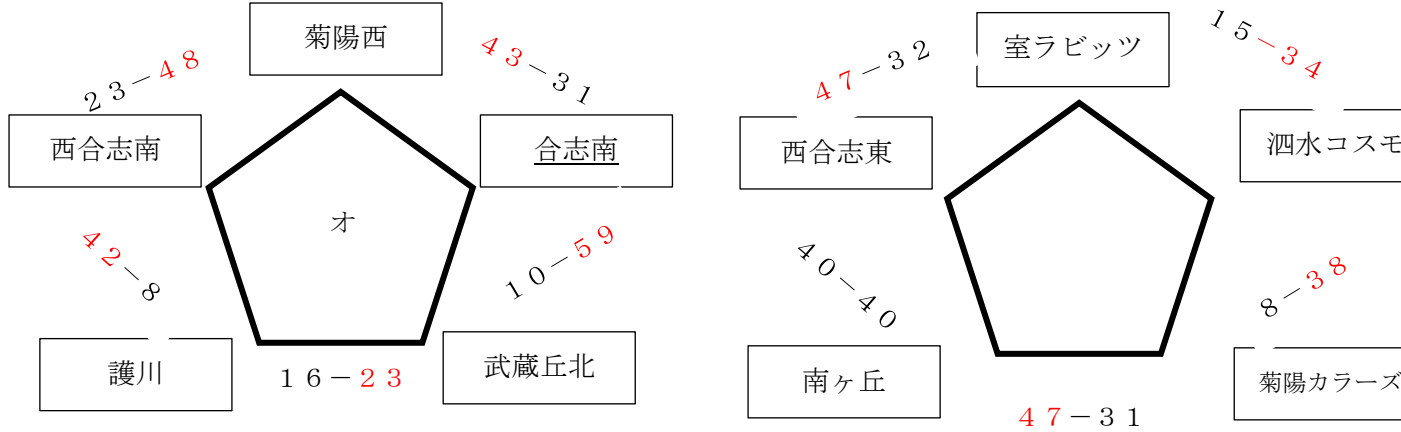 菊陽西
２３－４８
４３－３１
西合志南
合志南
オ
４２－８
１０－５９
護川
１６－２３
武蔵丘北
室ラビッツ
４７－３２
１５－３４
西合志東
泗水コスモ
４０－４０
８－３８
南ヶ丘
４７－３１
菊陽カラーズ